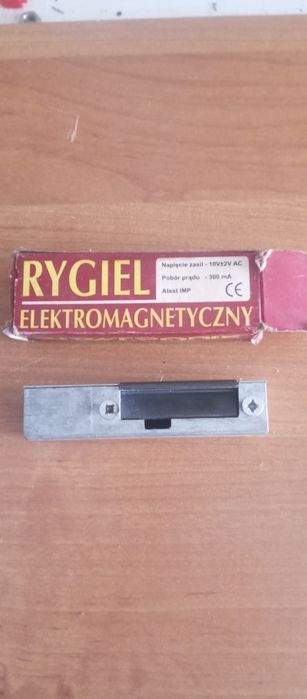 RYGIEL
Napięcie zasil - 10V±2V AC
Pobór prądu - 300 mA
Atest IMP
CE
ELEKTROMAGNETYCZNY